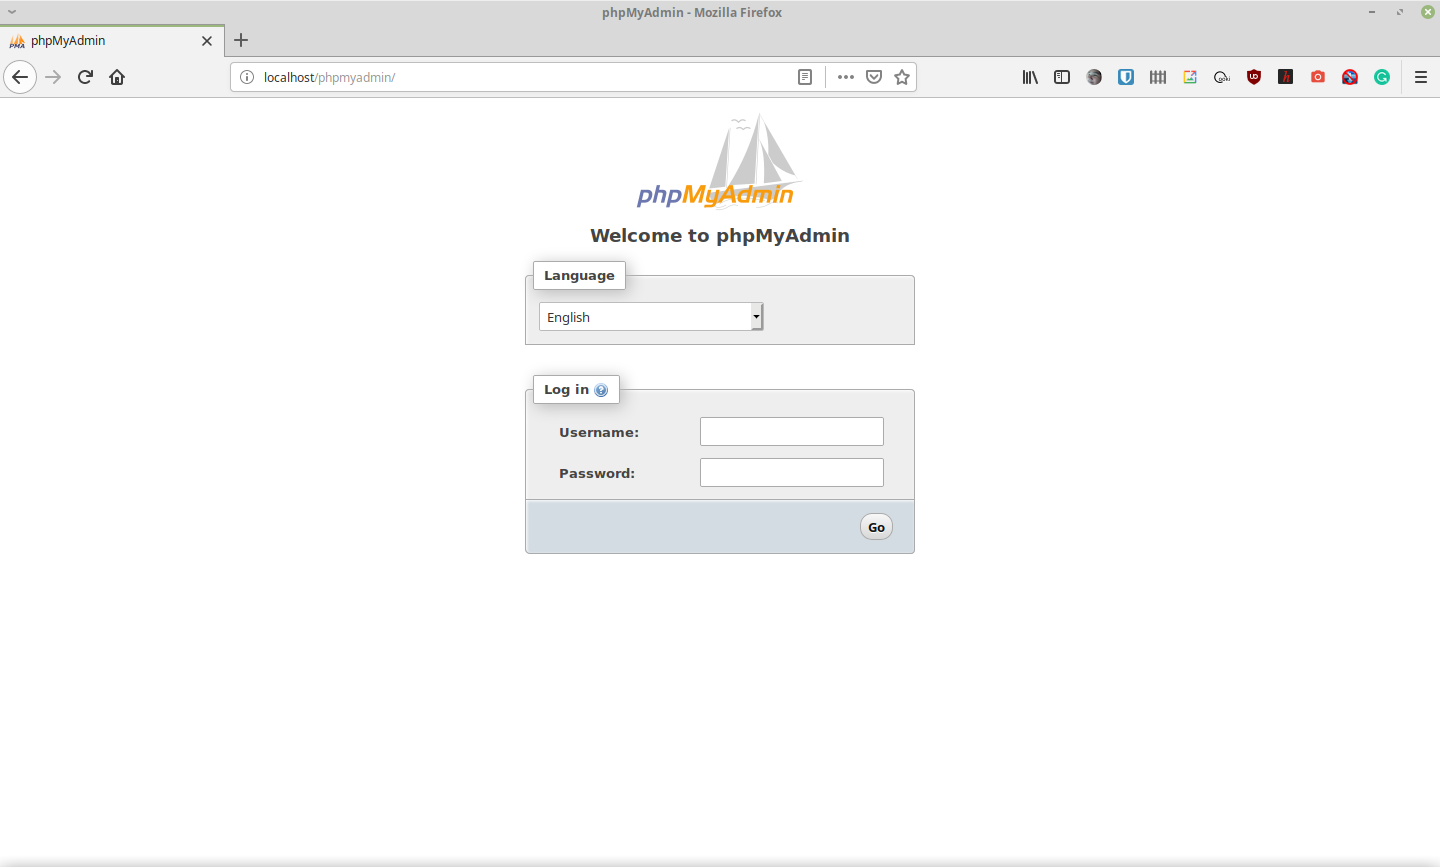 phpMyAdmin - Mozilla Firefox
phpMyAdmin
localhost/phpmyadmin/
phpMyAdmin
Welcome to phpMyAdmin
Language
English
Log in
Username:
Password:
Go